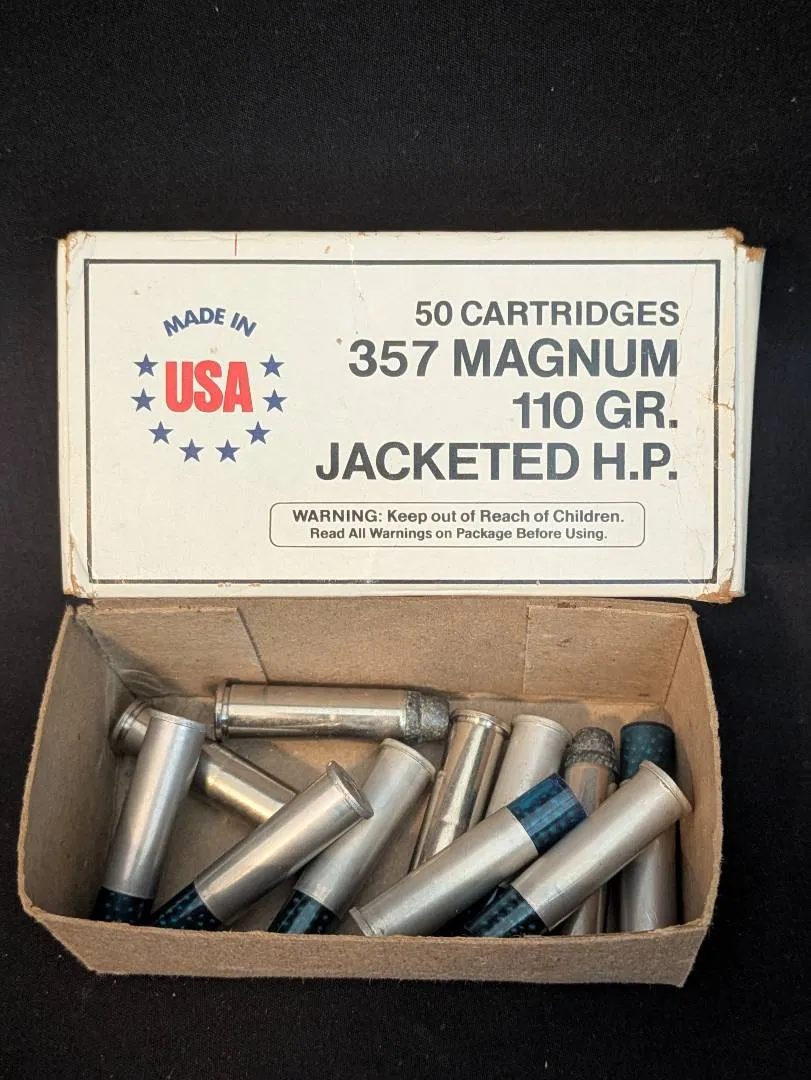 MADE IN
USA
50 CARTRIDGES
357 MAGNUM
110 GR.
JACKETED H.P.
WARNING: Keep out of Reach of Children.
Read All Warnings on Package Before Using.